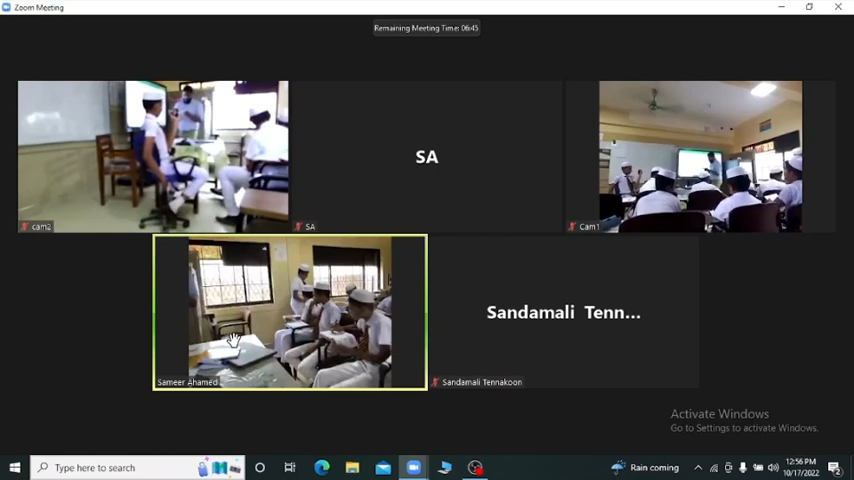 Zoom Meeting
Remaining Meeting Time: 06:45
SA
cam2
SA
Cam1
Sandamali Tenn...
Sameer Ahamed
Sandamali Tennakoon
Activate Windows
Go to Settings to activate Windows.
Type here to search
Rain coming
12:56 PM
10/17/2022
2